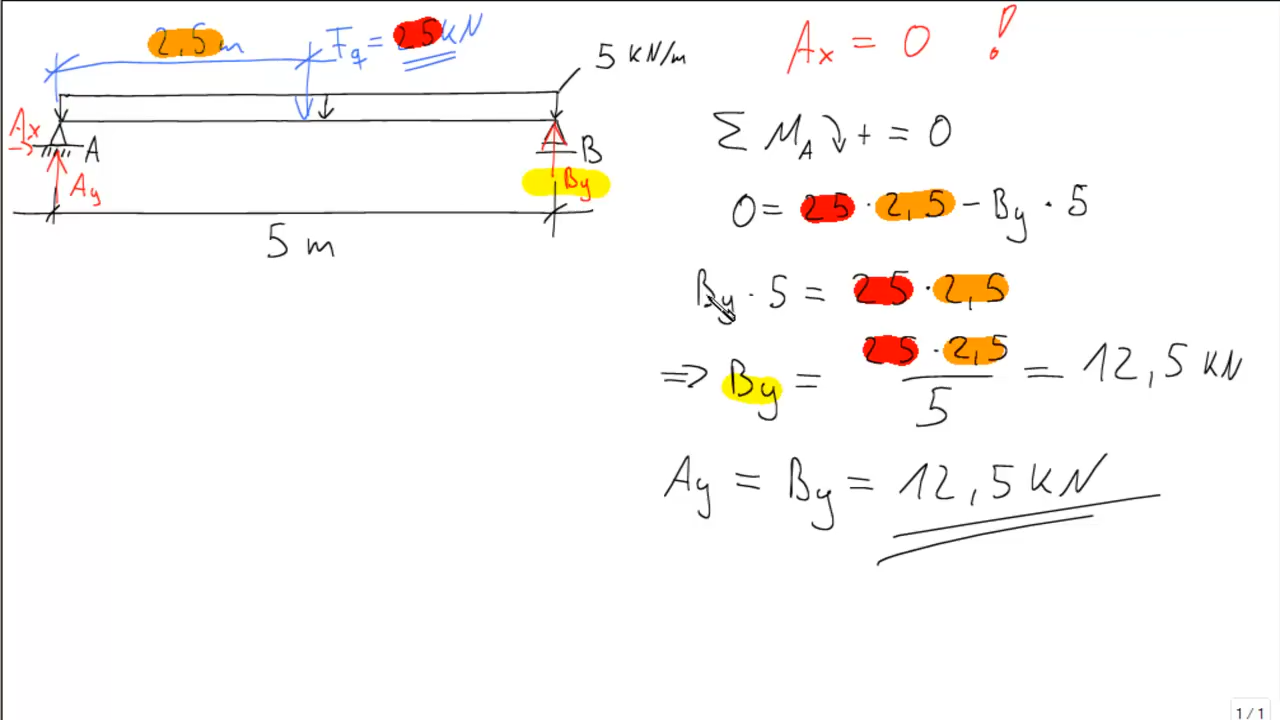 2,5 m
Fq = 25 kN
5 KN/m
Ax
A
Ay
B
By
5 m
Ax = 0 !
Σ MA ⤵ + = 0
0 = 25 · 2,5 - By · 5
By · 5 = 25 · 2,5
=> By = 25 · 2,5 / 5 = 12,5 KN
Ay = By = 12,5 KN
1/1